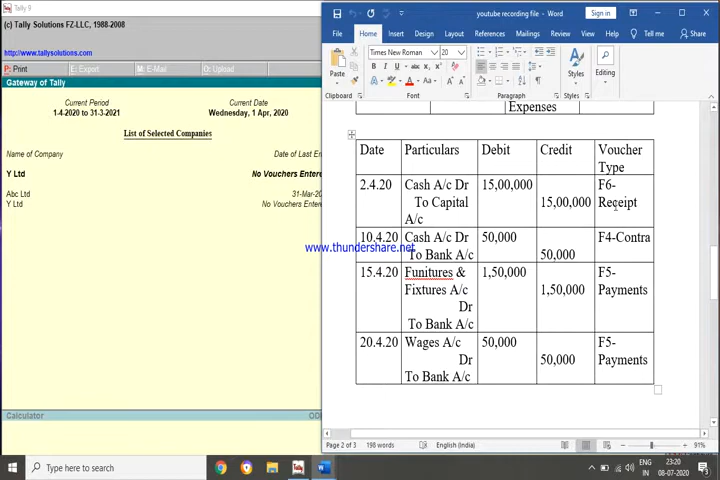 Tally 9
(c) Tally Solutions FZ-LLC, 1988-2008
http://www.tallysolutions.com
P: Print
E: Export
M: E-Mail
O: Upload
Gateway of Tally
Current Period
1-4-2020 to 31-3-2021
Current Date
Wednesday, 1 Apr, 2020
List of Selected Companies
Name of Company
Date of Last En
Y Ltd
No Vouchers Entere
Abc Ltd
31-Mar-20
Y Ltd
No Vouchers Entere
Calculator
Type here to search
youtube recording file - Word
Sign in
File Home Insert Design Layout References Mailings Review View Help Tell me Share
Times New Roman 20
Paste
Styles
Editing
Clipboard
Font
Paragraph
Styles
Expenses
Date Particulars Debit Credit Voucher
Type
2.4.20 Cash A/c Dr 15,00,000 F6-
To Capital 15,00,000 Receipt
A/c
10.4.20 Cash A/c Dr 50,000 F4-Contra
www.thundershare.net
To Bank A/c 50,000
15.4.20 Funitures & 1,50,000 F5-
Fixtures A/c 1,50,000 Payments
Dr
To Bank A/c
20.4.20 Wages A/c 50,000 F5-
Dr 50,000 Payments
To Bank A/c
Page 2 of 3 198 words English (India) 91%
ENG 23:20
IN 08-07-2020